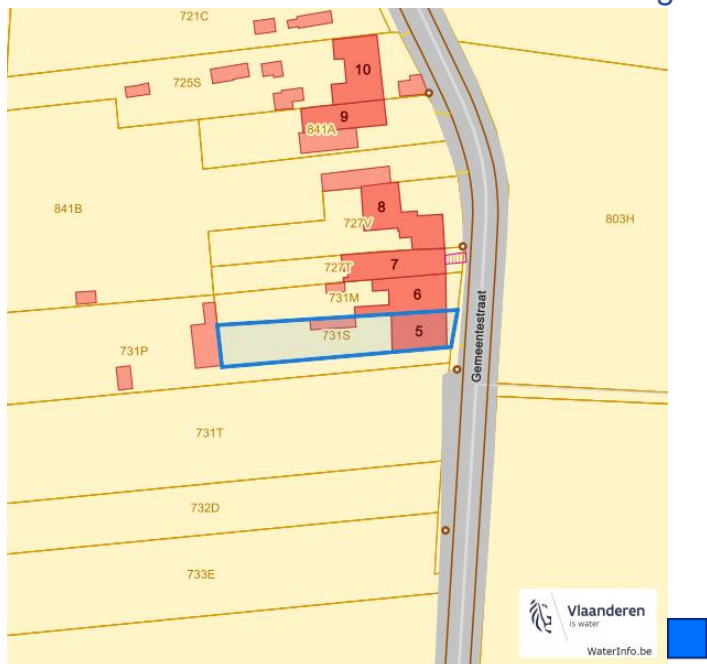 721C
10
725S
9
841A
841B
8
803H
727V
7
727T
6
731M
Gemeentestraat
731S
5
731P
731T
732D
733E
Vlaanderen
is water
WaterInfo.be